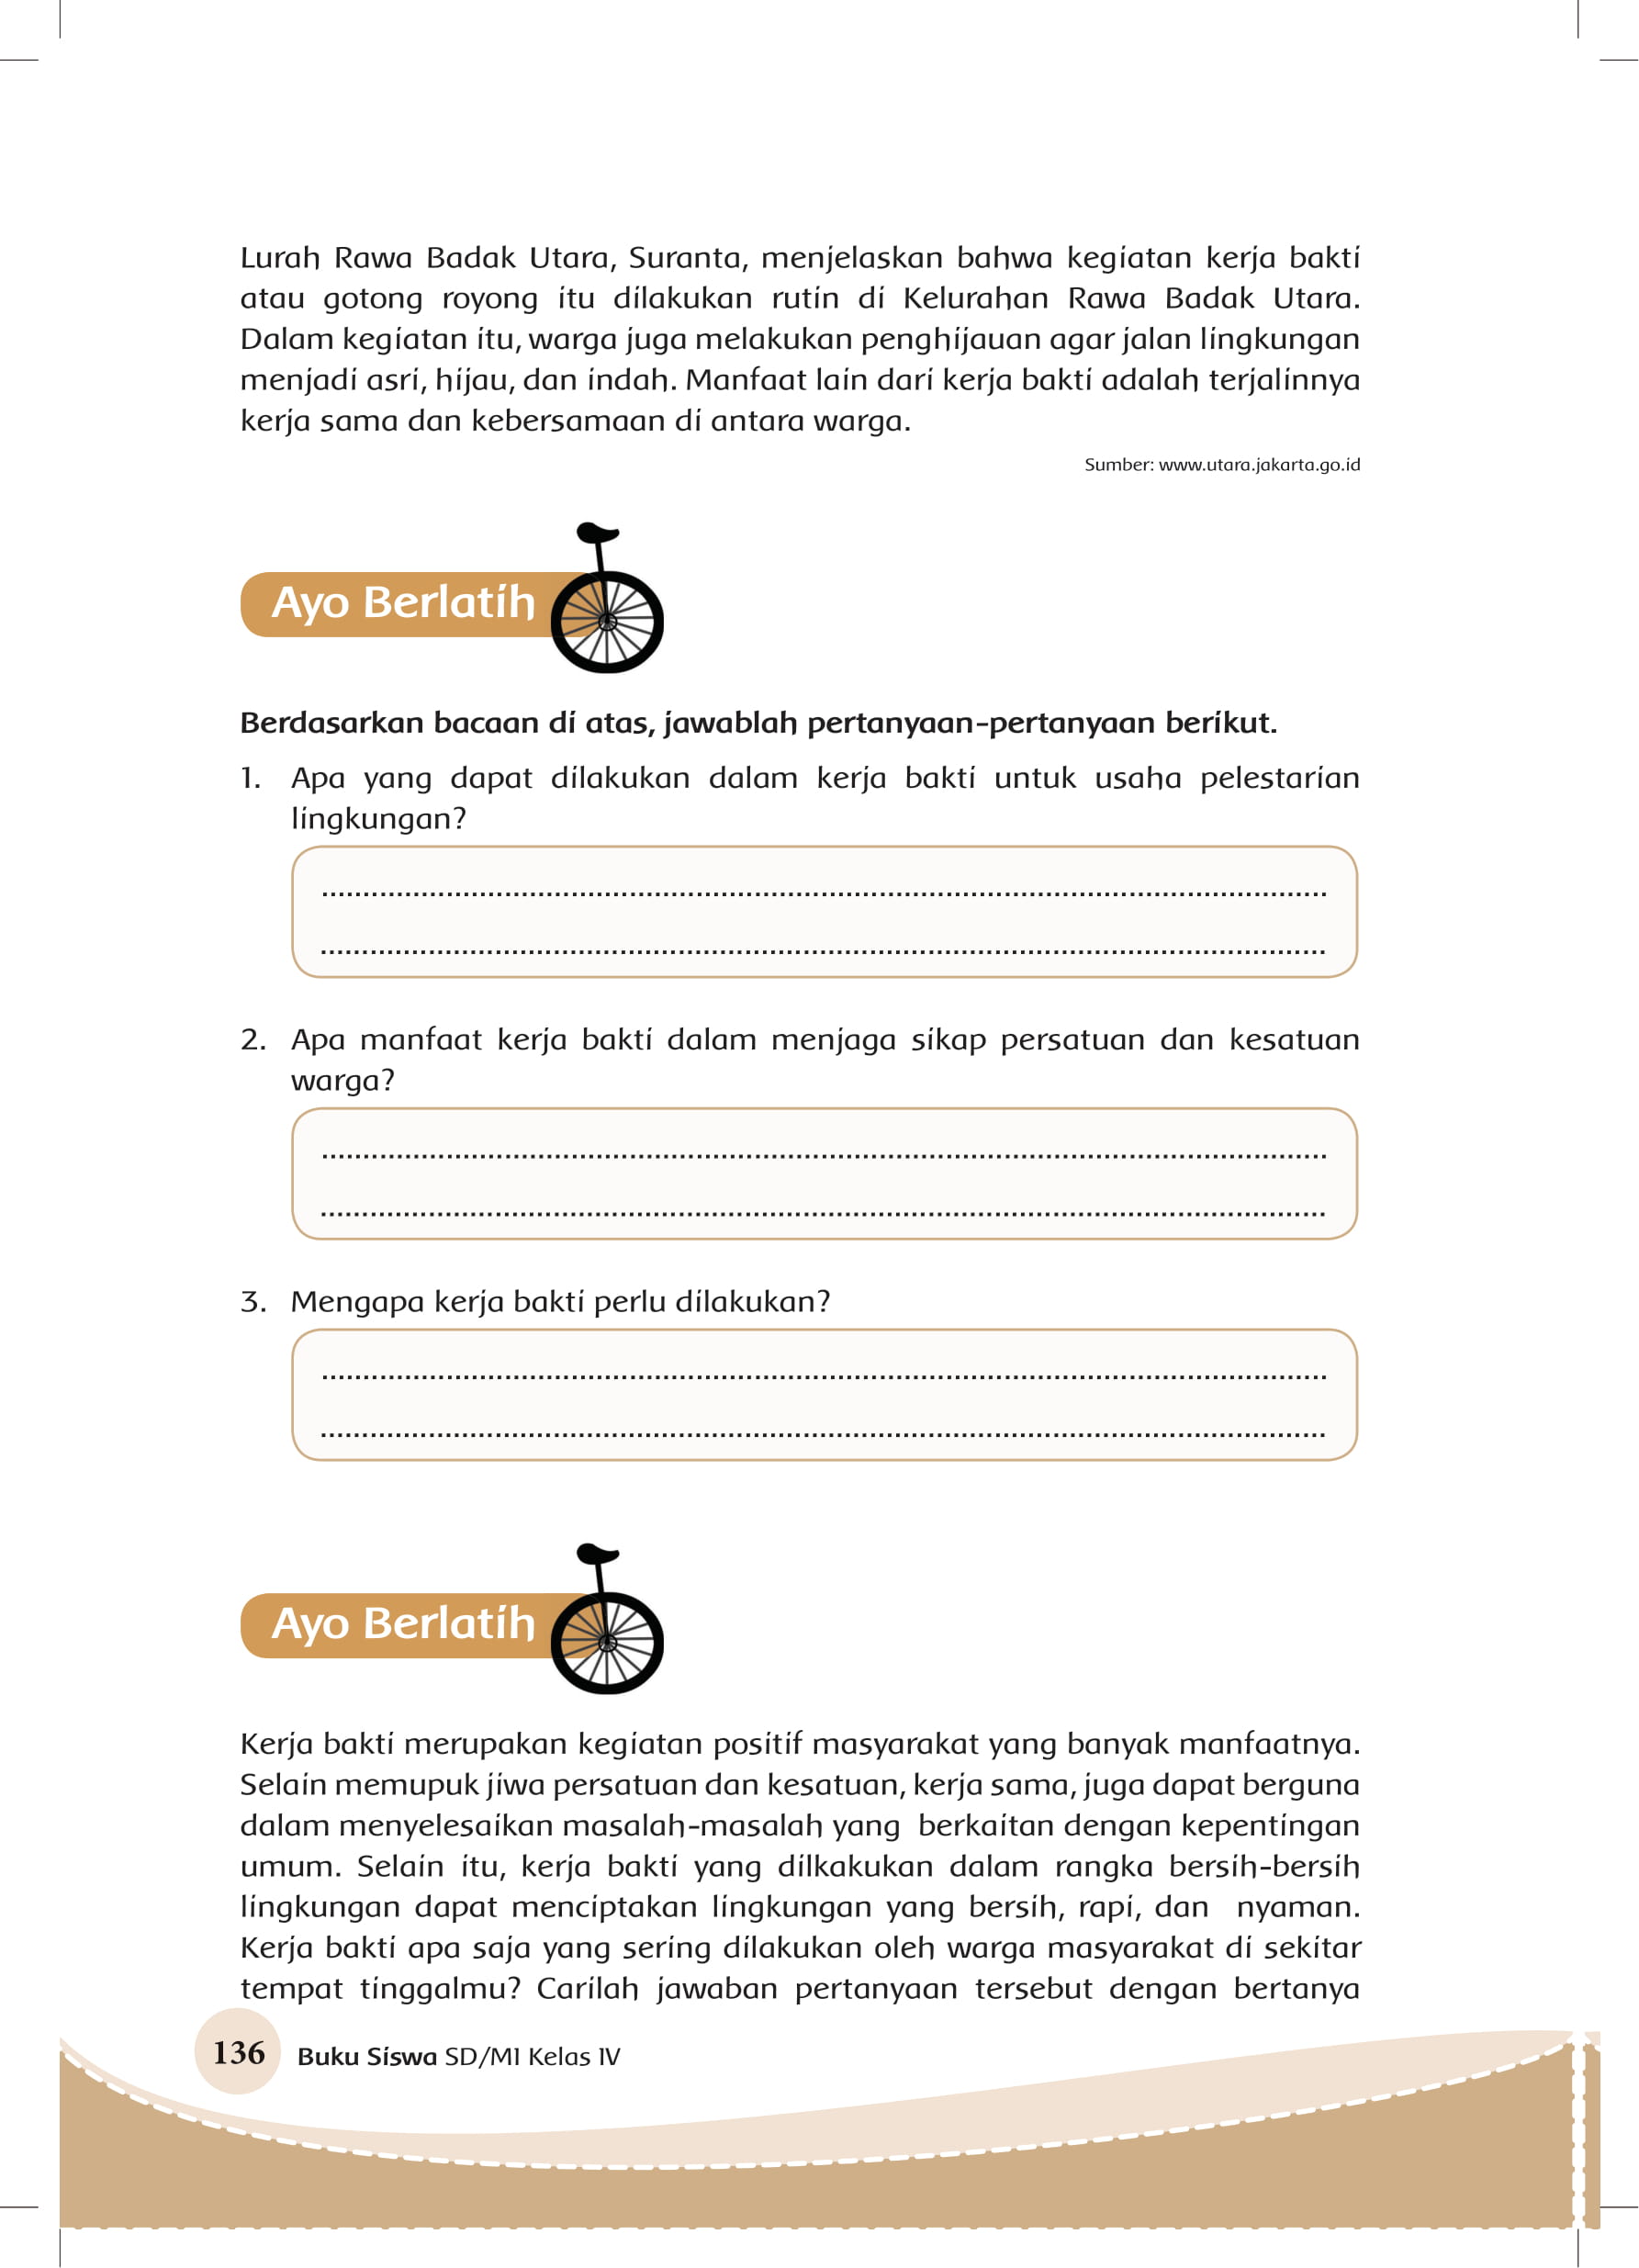 Lurah Rawa Badak Utara, Suranta, menjelaskan bahwa kegiatan kerja bakti
atau gotong royong itu dilakukan rutin di Kelurahan Rawa Badak Utara.
Dalam kegiatan itu, warga juga melakukan penghijauan agar jalan lingkungan
menjadi asri, hijau, dan indah. Manfaat lain dari kerja bakti adalah terjalinnya
kerja sama dan kebersamaan di antara warga.
Sumber: www.utara.jakarta.go.id
Ayo Berlatih
Berdasarkan bacaan di atas, jawablah pertanyaan-pertanyaan berikut.
1. Apa yang dapat dilakukan dalam kerja bakti untuk usaha pelestarian
lingkungan?
2. Apa manfaat kerja bakti dalam menjaga sikap persatuan dan kesatuan
warga?
3. Mengapa kerja bakti perlu dilakukan?
Ayo Berlatih
Kerja bakti merupakan kegiatan positif masyarakat yang banyak manfaatnya.
Selain memupuk jiwa persatuan dan kesatuan, kerja sama, juga dapat berguna
dalam menyelesaikan masalah-masalah yang berkaitan dengan kepentingan
umum. Selain itu, kerja bakti yang dilkakukan dalam rangka bersih-bersih
lingkungan dapat menciptakan lingkungan yang bersih, rapi, dan nyaman.
Kerja bakti apa saja yang sering dilakukan oleh warga masyarakat di sekitar
tempat tinggalmu? Carilah jawaban pertanyaan tersebut dengan bertanya
136 Buku Siswa SD/MI Kelas IV